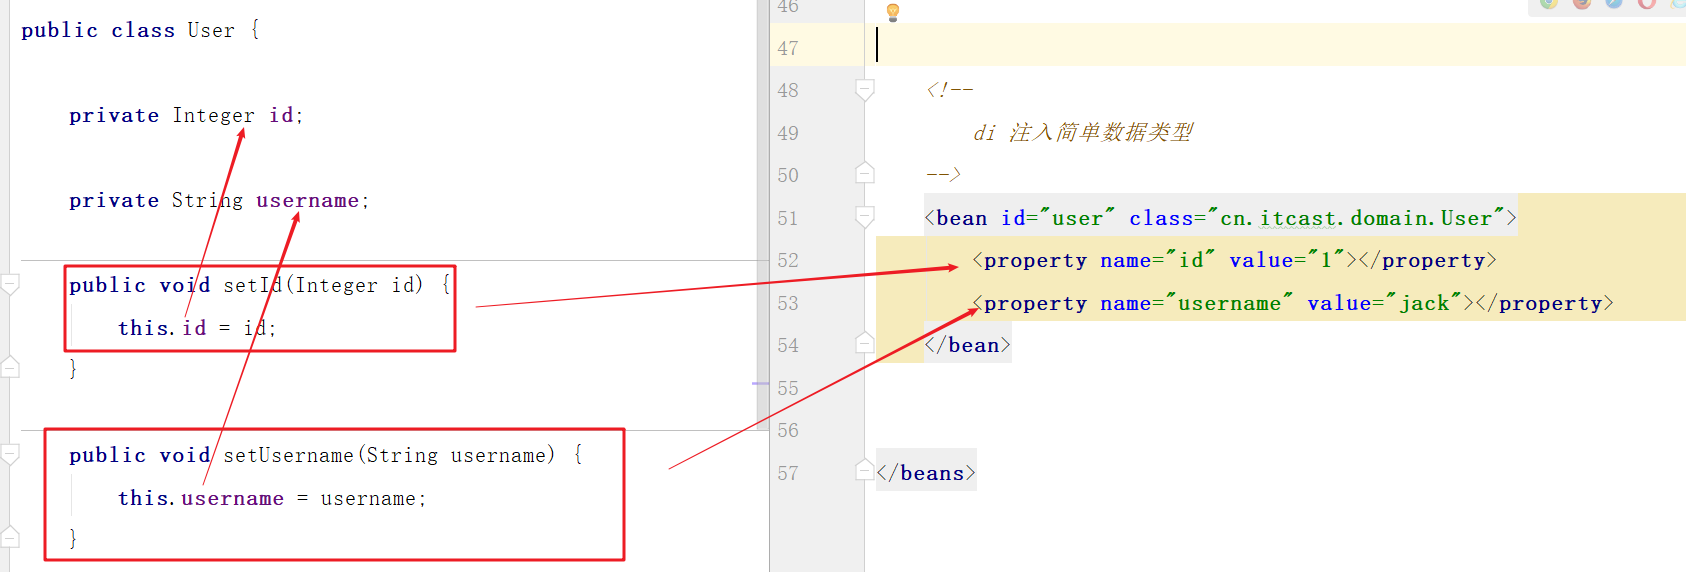 public class User {
private Integer id;
private String username;
public void setId(Integer id) {
this.id = id;
}
public void setUsername(String username) {
this.username = username;
}
46
47
48 <!--
49 di 注入简单数据类型
50 -->
51 <bean id="user" class="cn.itcast.domain.User">
52 <property name="id" value="1"></property>
53 <property name="username" value="jack"></property>
54 </bean>
55
56
57 </beans>